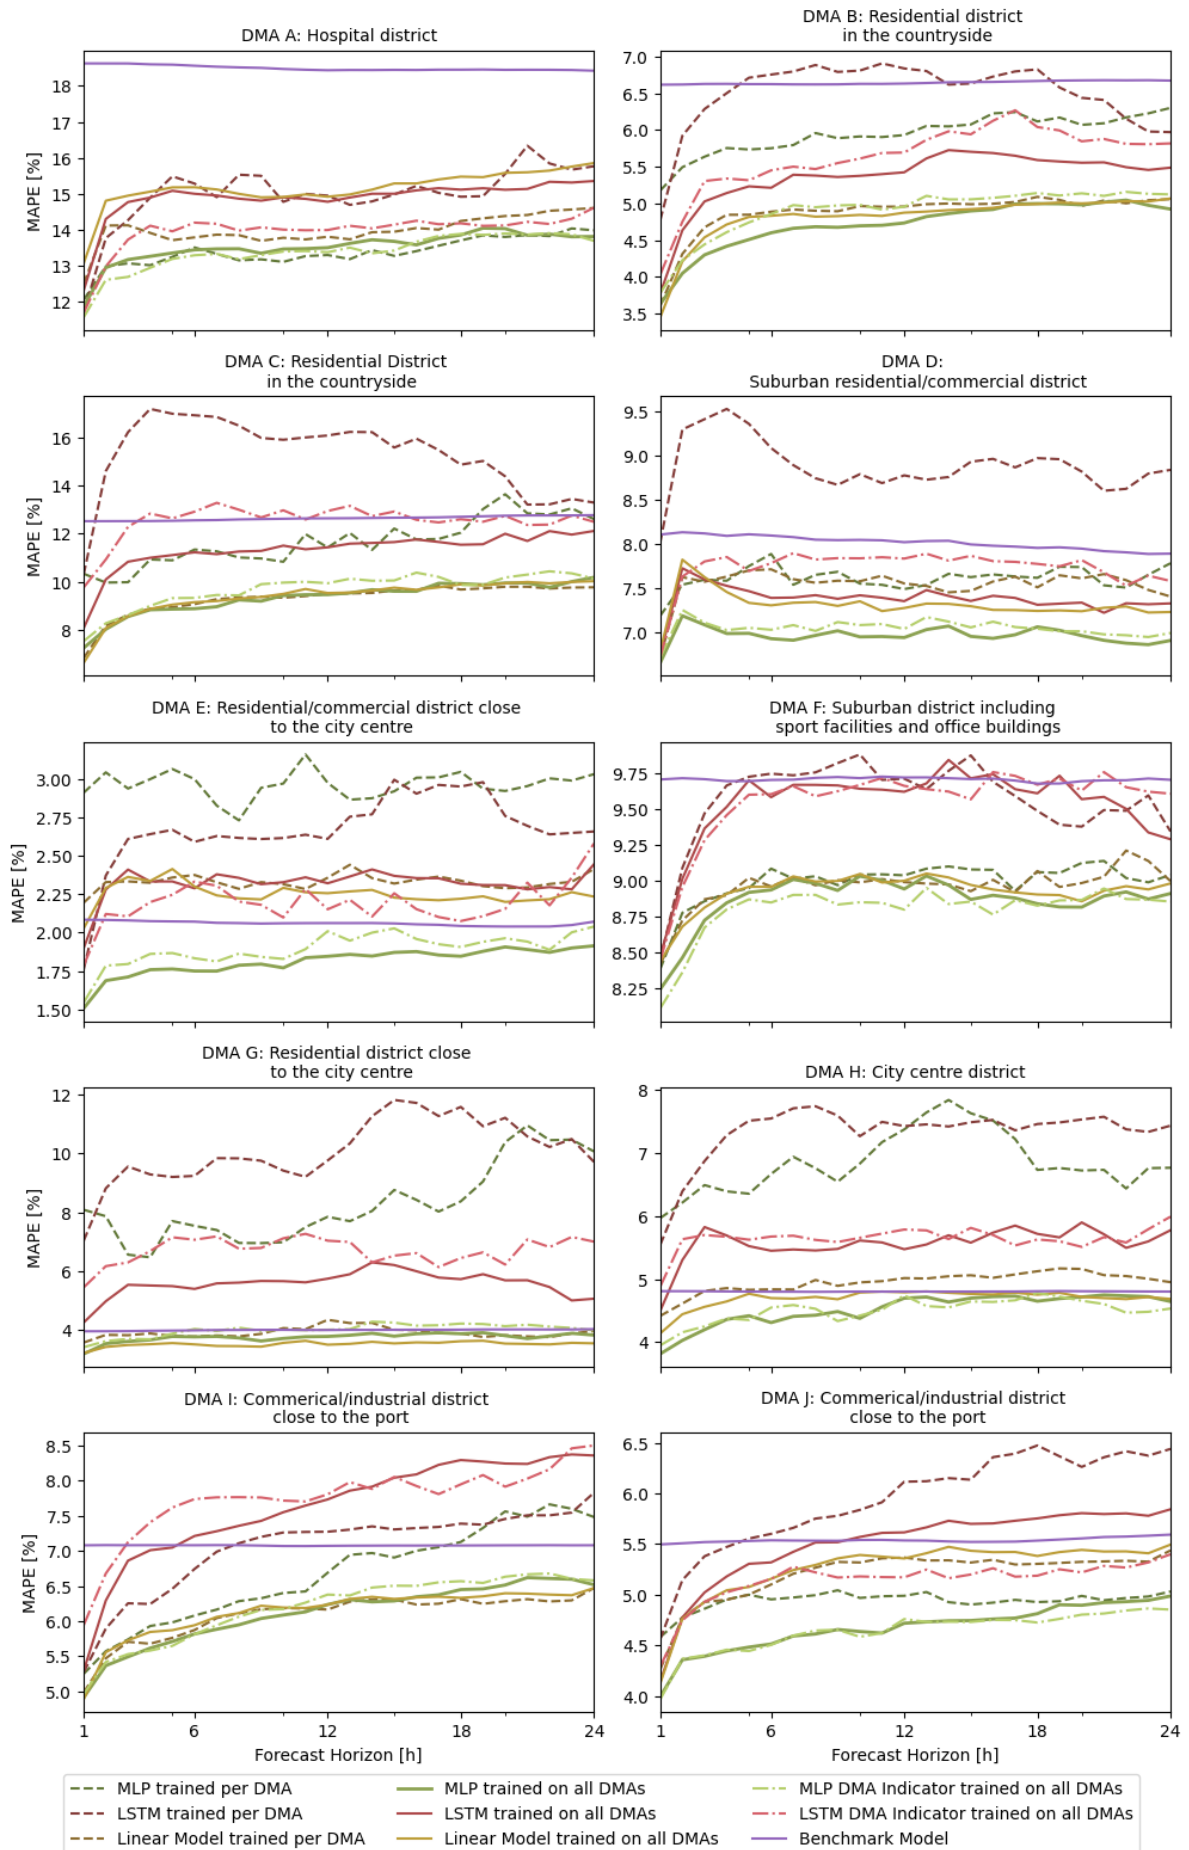 DMA A: Hospital district
MAPE [%]
18
17
16
15
14
13
12
DMA B: Residential district
in the countryside
7.0
6.5
6.0
5.5
5.0
4.5
4.0
3.5
DMA C: Residential District
in the countryside
MAPE [%]
16
14
12
10
8
DMA D:
Suburban residential/commercial district
9.5
9.0
8.5
8.0
7.5
7.0
DMA E: Residential/commercial district close
to the city centre
MAPE [%]
3.00
2.75
2.50
2.25
2.00
1.75
1.50
DMA F: Suburban district including
sport facilities and office buildings
9.75
9.50
9.25
9.00
8.75
8.50
8.25
DMA G: Residential district close
to the city centre
MAPE [%]
12
10
8
6
4
DMA H: City centre district
8
7
6
5
4
DMA I: Commerical/industrial district
close to the port
MAPE [%]
8.5
8.0
7.5
7.0
6.5
6.0
5.5
5.0
1 6 12 18 24
Forecast Horizon [h]
DMA J: Commerical/industrial district
close to the port
6.5
6.0
5.5
5.0
4.5
4.0
1 6 12 18 24
Forecast Horizon [h]
MLP trained per DMA
LSTM trained per DMA
Linear Model trained per DMA
MLP trained on all DMAs
LSTM trained on all DMAs
Linear Model trained on all DMAs
MLP DMA Indicator trained on all DMAs
LSTM DMA Indicator trained on all DMAs
Benchmark Model